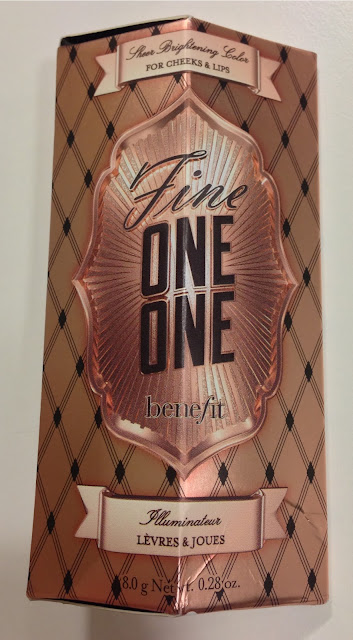 Sheer Brightening Color
FOR CHEEKS & LIPS
Fine
ONE
ONE
benefit
Illuminateur
LÈVRES & JOUES
8.0 g Net wt. 0.28 oz.